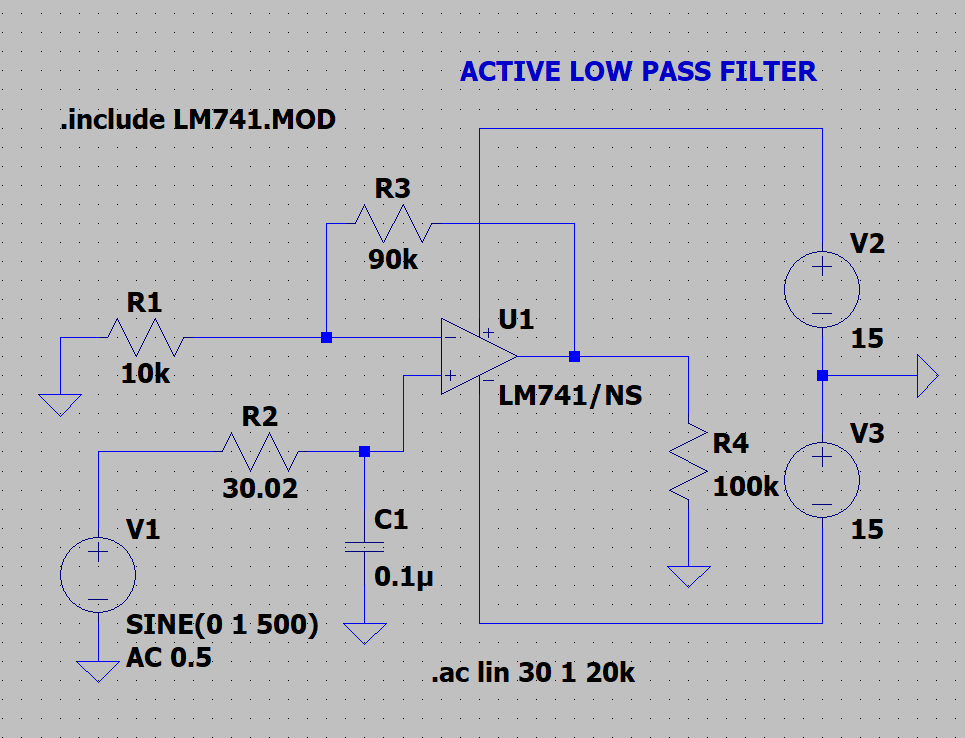 ACTIVE LOW PASS FILTER
.include LM741.MOD
R3
90k
V2
15
R1
10k
U1
LM741/NS
R2
30.02
R4
100k
V3
15
C1
0.1µ
V1
SINE(0 1 500)
AC 0.5
.ac lin 30 1 20k